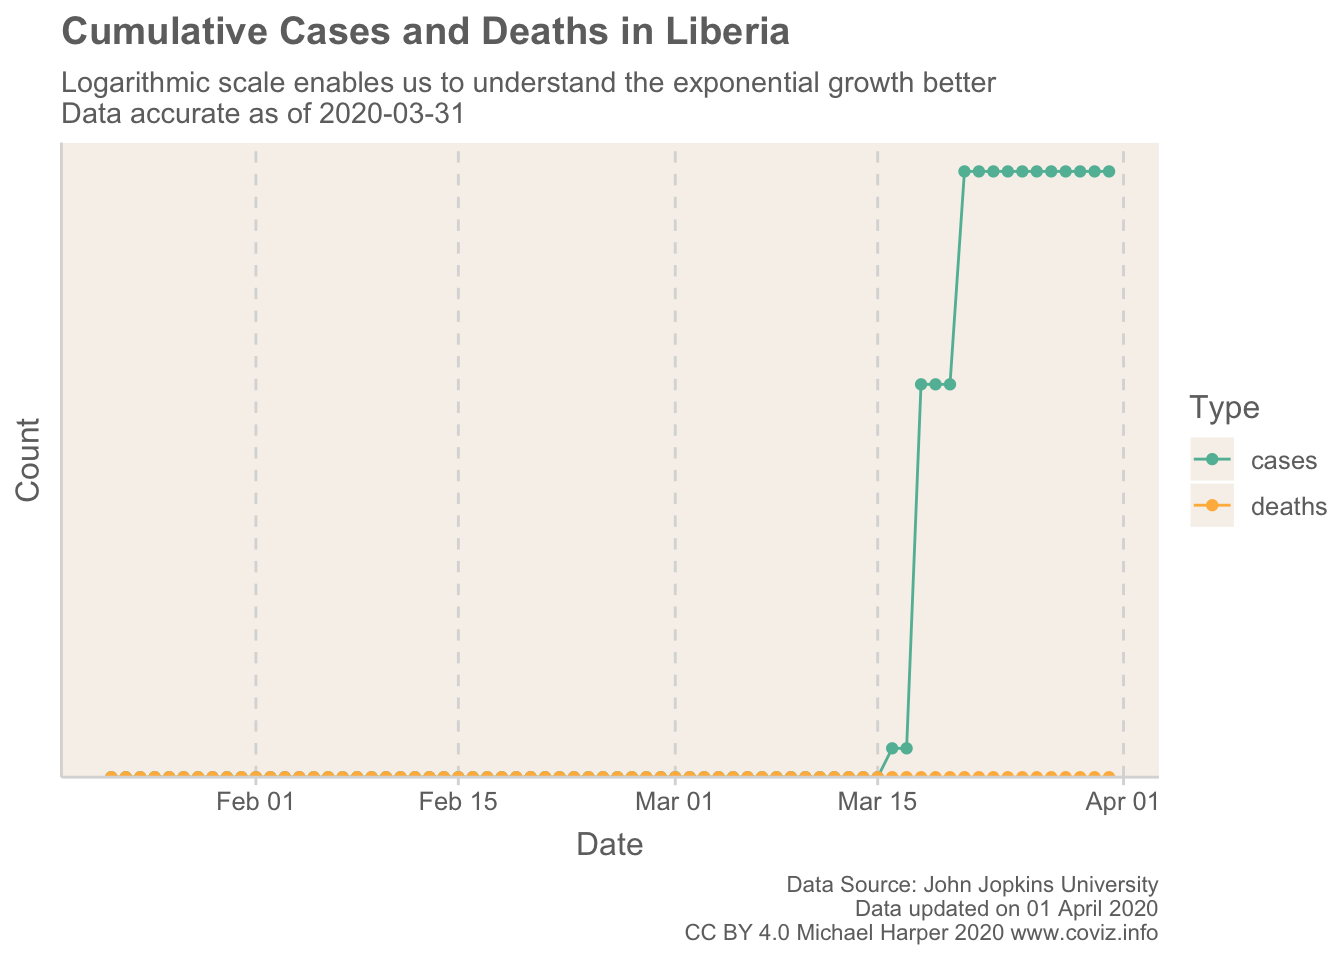 Cumulative Cases and Deaths in Liberia
Logarithmic scale enables us to understand the exponential growth better
Data accurate as of 2020-03-31
Count
Type
cases
deaths
Feb 01
Feb 15
Mar 01
Mar 15
Apr 01
Date
Data Source: John Jopkins University
Data updated on 01 April 2020
CC BY 4.0 Michael Harper 2020 www.coviz.info